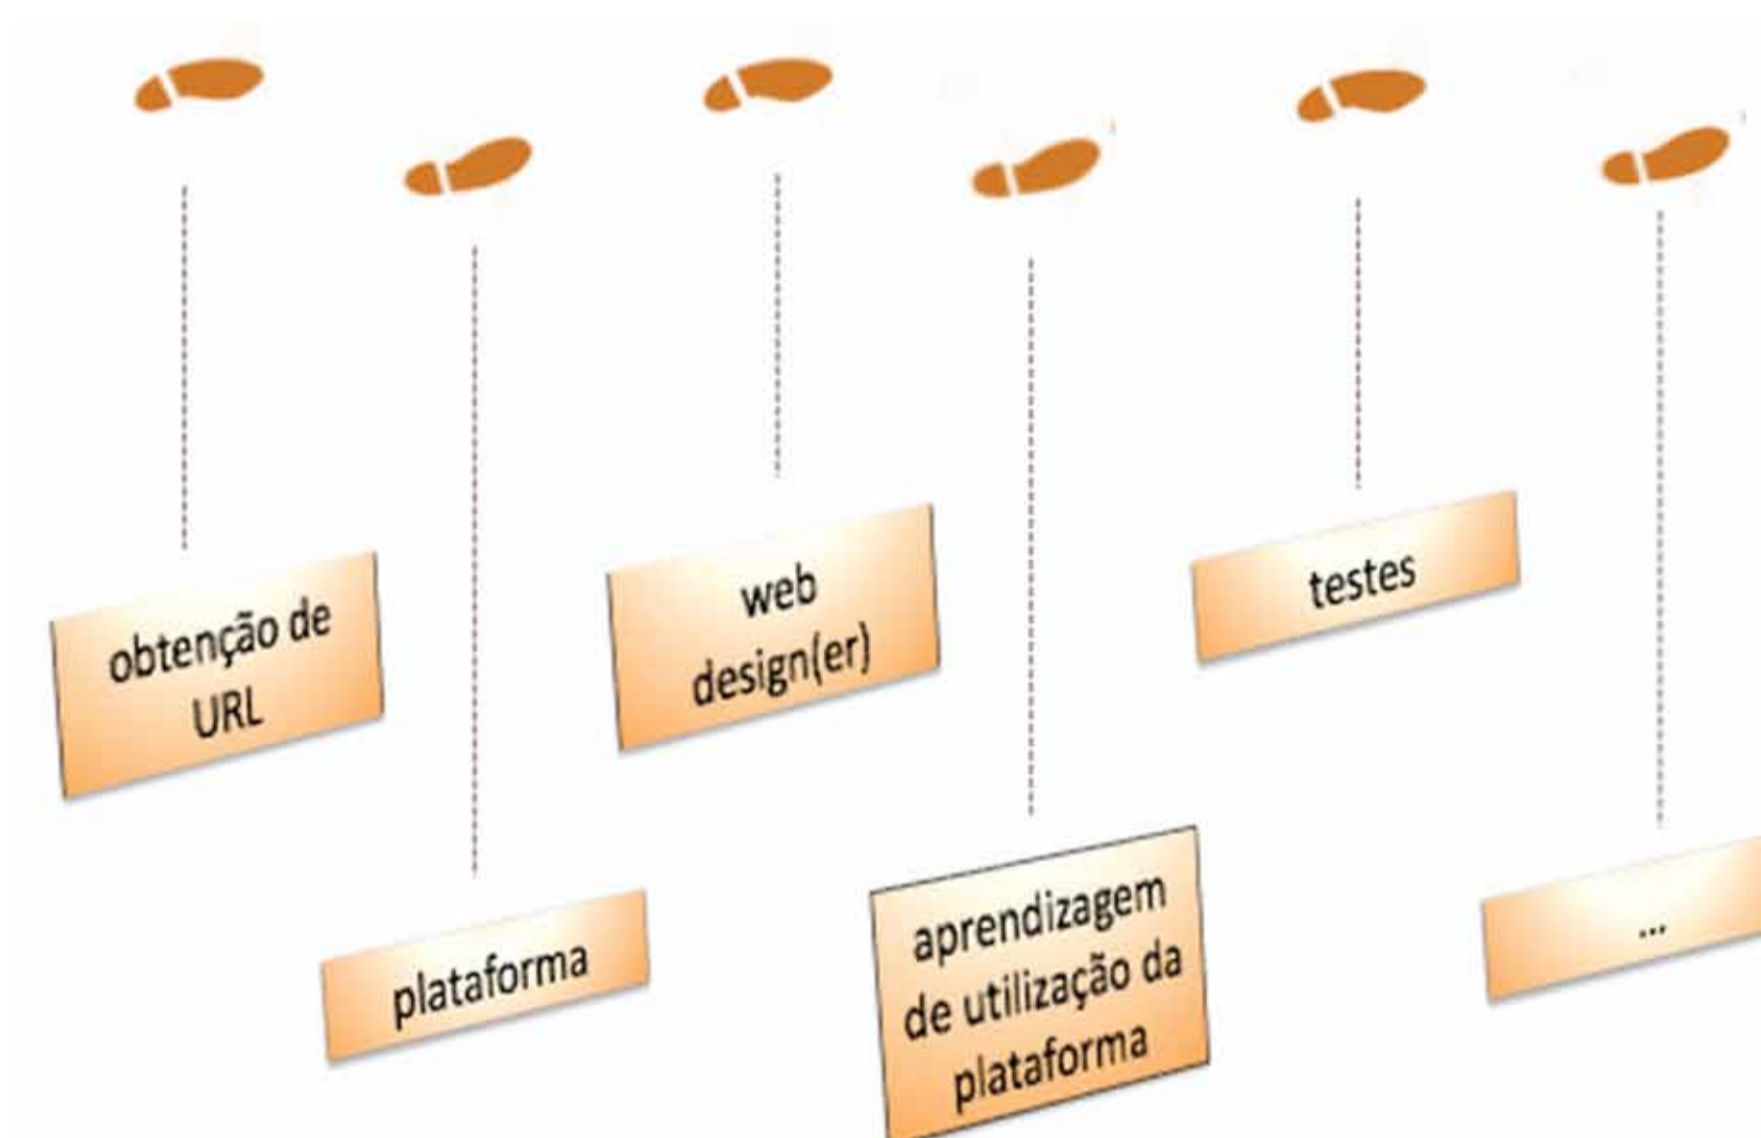 obtenção de
URL
plataforma
web
design(er)
aprendizagem
de utilização da
plataforma
testes
...